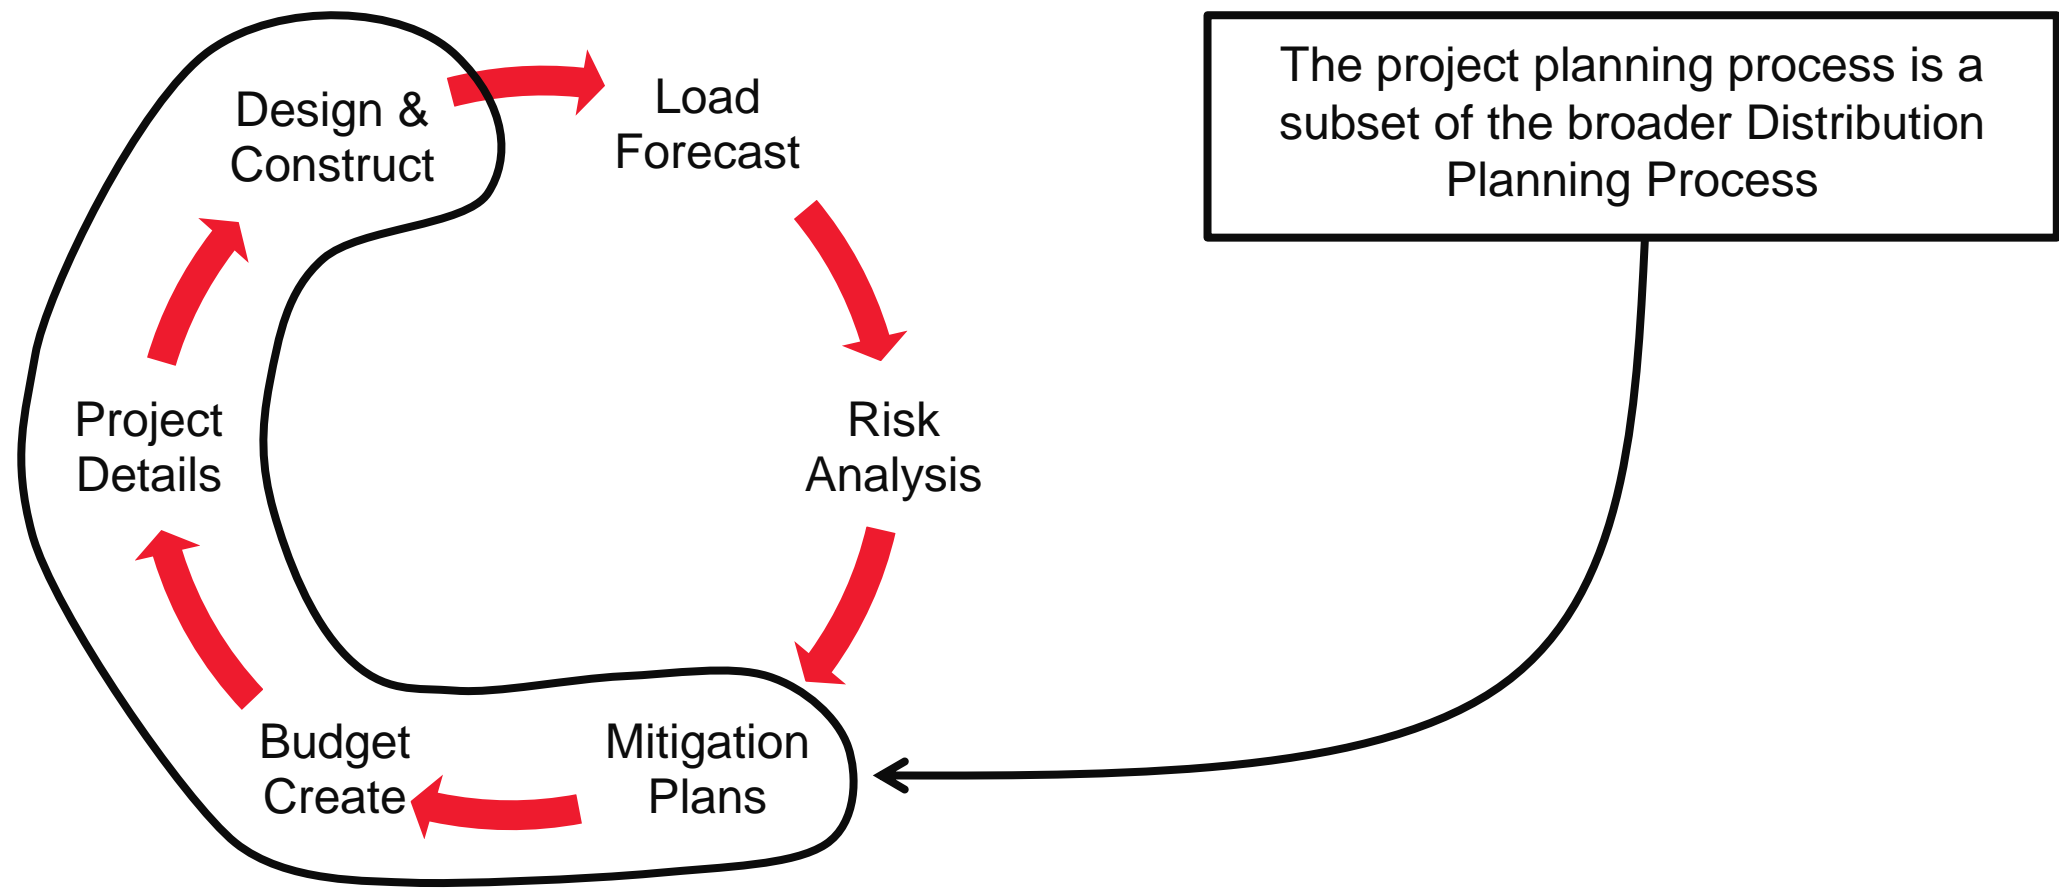 Design &
Construct
Load
Forecast
The project planning process is a
subset of the broader Distribution
Planning Process
Project
Details
Risk
Analysis
Budget
Create
Mitigation
Plans